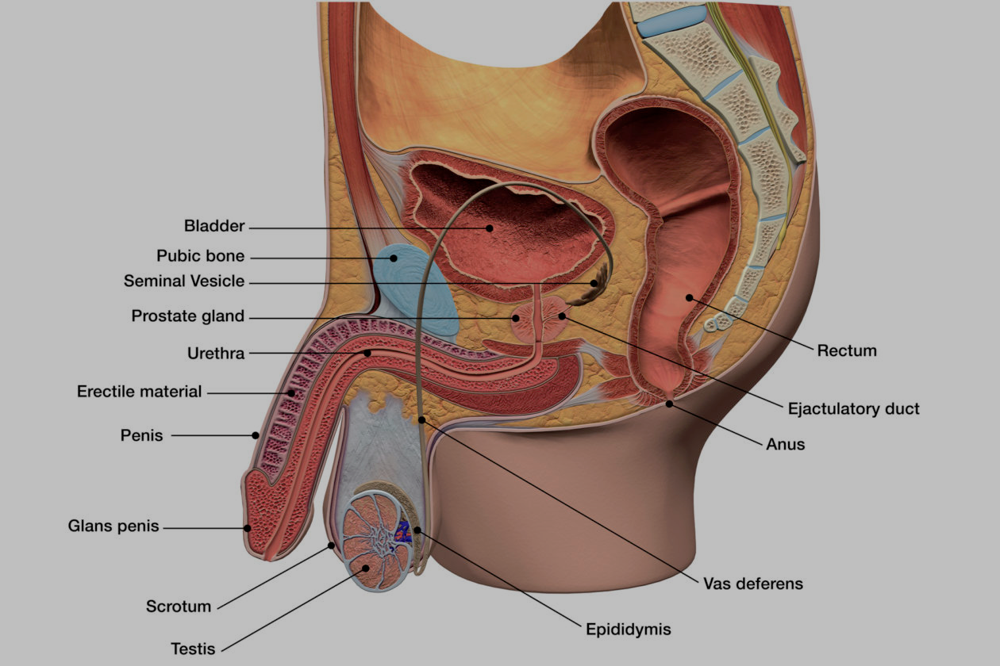 Bladder
Pubic bone
Seminal Vesicle
Prostate gland
Urethra
Erectile material
Penis
Glans penis
Scrotum
Testis
Rectum
Ejactulatory duct
Anus
Vas deferens
Epididymis